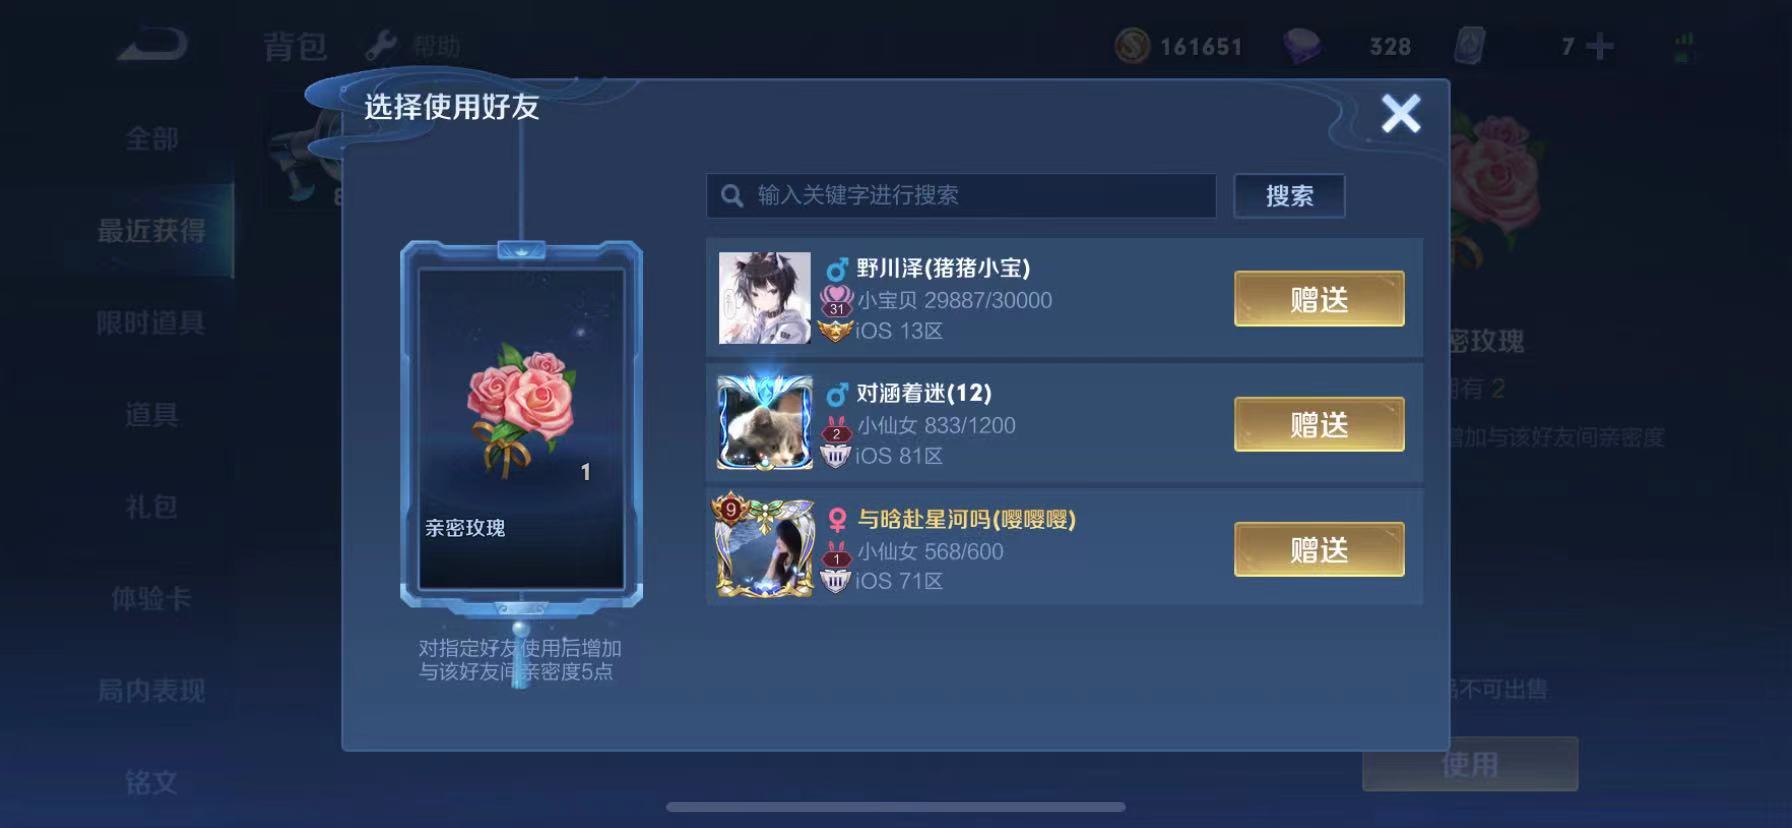 背包
帮助
161651
328
7
选择使用好友
全部
最近获得
限时道具
道具
礼包
体验卡
局内表现
铭文
输入关键字进行搜索
搜索
1
亲密玫瑰
对指定好友使用后增加
与该好友间亲密度5点
野川泽(猪猪小宝)
31
小宝贝 29887/30000
iOS 13区
赠送
对涵着迷(12)
2
小仙女 833/1200
iOS 81区
赠送
9
与晗赴星河吗(嘤嘤嘤)
1
小仙女 568/600
iOS 71区
赠送
密玫瑰
有 2
增加与该好友间亲密度
不可出售
使用